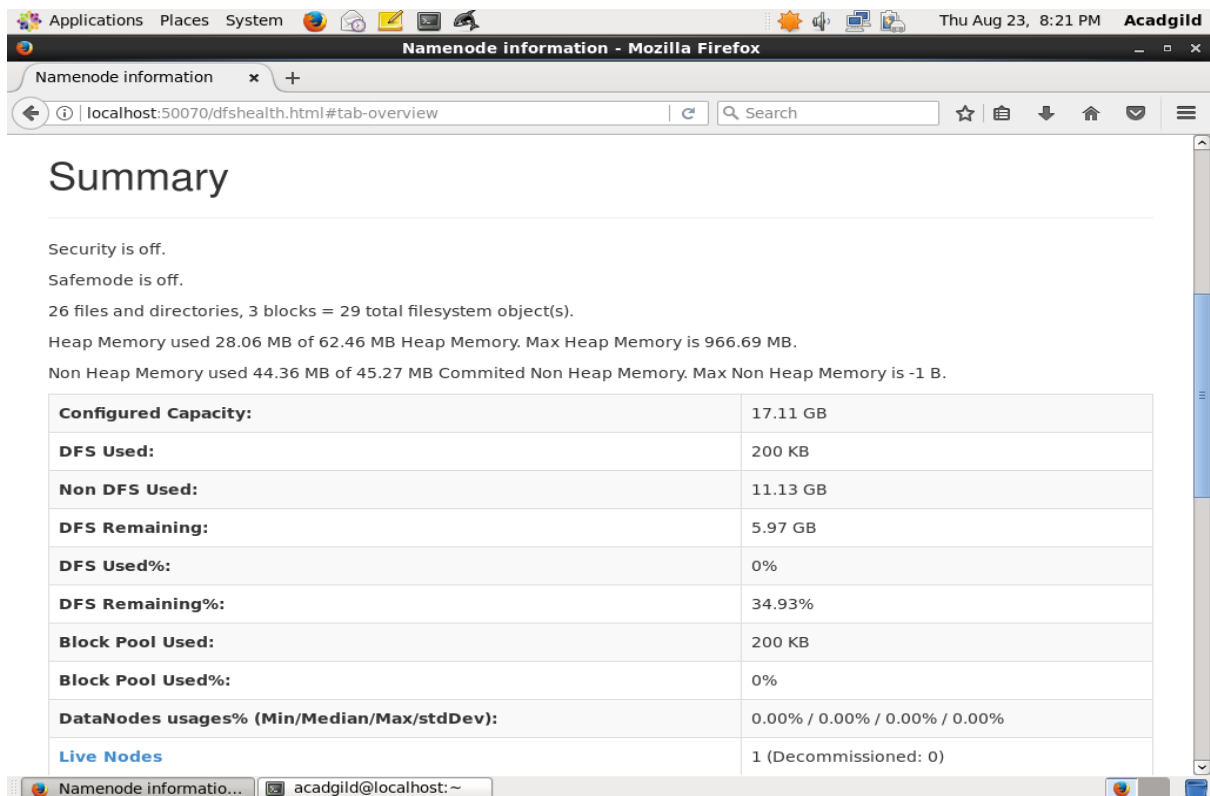 Applications Places System Thu Aug 23, 8:21 PM Acadgild
Namenode information - Mozilla Firefox
Namenode information
localhost:50070/dfshealth.html#tab-overview Search
Summary
Security is off.
Safemode is off.
26 files and directories, 3 blocks = 29 total filesystem object(s).
Heap Memory used 28.06 MB of 62.46 MB Heap Memory. Max Heap Memory is 966.69 MB.
Non Heap Memory used 44.36 MB of 45.27 MB Commited Non Heap Memory. Max Non Heap Memory is -1 B.
Configured Capacity: 17.11 GB
DFS Used: 200 KB
Non DFS Used: 11.13 GB
DFS Remaining: 5.97 GB
DFS Used%: 0%
DFS Remaining%: 34.93%
Block Pool Used: 200 KB
Block Pool Used%: 0%
DataNodes usages% (Min/Median/Max/stdDev): 0.00% / 0.00% / 0.00% / 0.00%
Live Nodes 1 (Decommissioned: 0)
Namenode informatio... acadgild@localhost:~